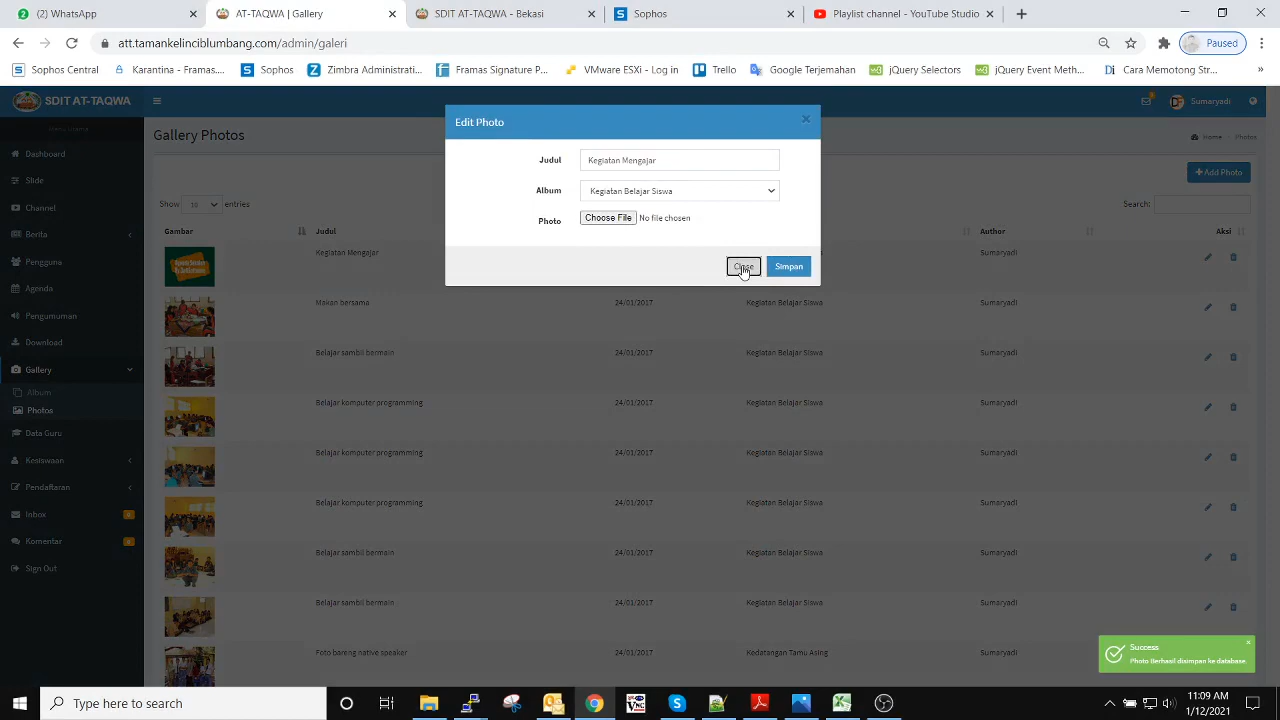 2
(2) WhatsApp
AT-TAQWA | Gallery
SDIT AT-TAQWA - Bekasi
Sophos
Playlist channel - YouTube Studio
att.tamankelincibulumbang.com/admin/galeri
Paused
Sophos Central
Karantina - Framas...
Sophos
Zimbra Administrati...
Framas Signature P...
VMware ESXi - Log in
Trello
Google Terjemahan
jQuery Selectors
jQuery Event Meth...
Cara Memotong Str...
SDIT AT-TAQWA
Sumaryadi
Menu Utama
Dashboard
Slide
Channel
Berita
Pengguna
Agenda
Pengumuman
Download
Gallery
Album
Photos
Data Guru
Kesiswaan
Pendaftaran
Inbox 0
Komentar 0
Sign Out
Gallery Photos
Home
Photos
Add Photo
Show 10 entries
Search:
Edit Photo
Judul Kegiatan Mengajar
Album Kegiatan Belajar Siswa
Photo Choose File No file chosen
Close Simpan
Gambar Judul Author Aksi
Kegiatan Mengajar Sumaryadi
Makan bersama 24/01/2017 Kegiatan Belajar Siswa Sumaryadi
Belajar sambil bermain 24/01/2017 Kegiatan Belajar Siswa Sumaryadi
Belajar komputer programming 24/01/2017 Kegiatan Belajar Siswa Sumaryadi
Belajar komputer programming 24/01/2017 Kegiatan Belajar Siswa Sumaryadi
Belajar komputer programming 24/01/2017 Kegiatan Belajar Siswa Sumaryadi
Belajar sambil bermain 24/01/2017 Kegiatan Belajar Siswa Sumaryadi
Belajar sambil bermain 24/01/2017 Kegiatan Belajar Siswa Sumaryadi
Foto bareng native speaker 24/01/2017 Kedatangan Tamu Asing Sumaryadi
Success
Photo Berhasil disimpan ke database.
Type here to search
11:09 AM
1/12/2021